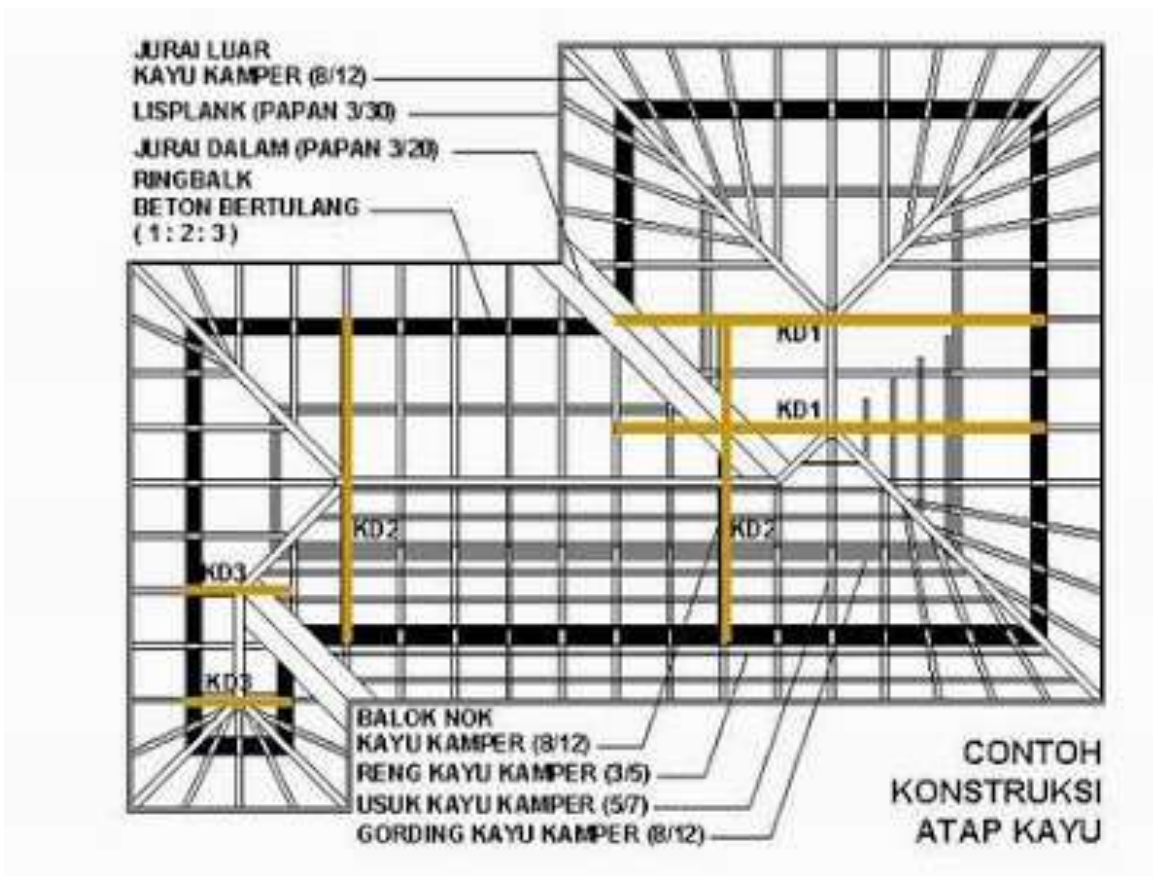 JURAI LUAR
KAYU KAMPER (8/12)
LISPLANK (PAPAN 3/30)
JURAI DALAM (PAPAN 3/20)
RINGBALK
BETON BERTULANG
( 1 : 2 : 3 )
KD1
KD1
KD2
KD2
KD3
KD3
BALOK NOK
KAYU KAMPER (8/12)
RENG KAYU KAMPER (3/5)
USUK KAYU KAMPER (5/7)
GORDING KAYU KAMPER (8/12)
CONTOH
KONSTRUKSI
ATAP KAYU